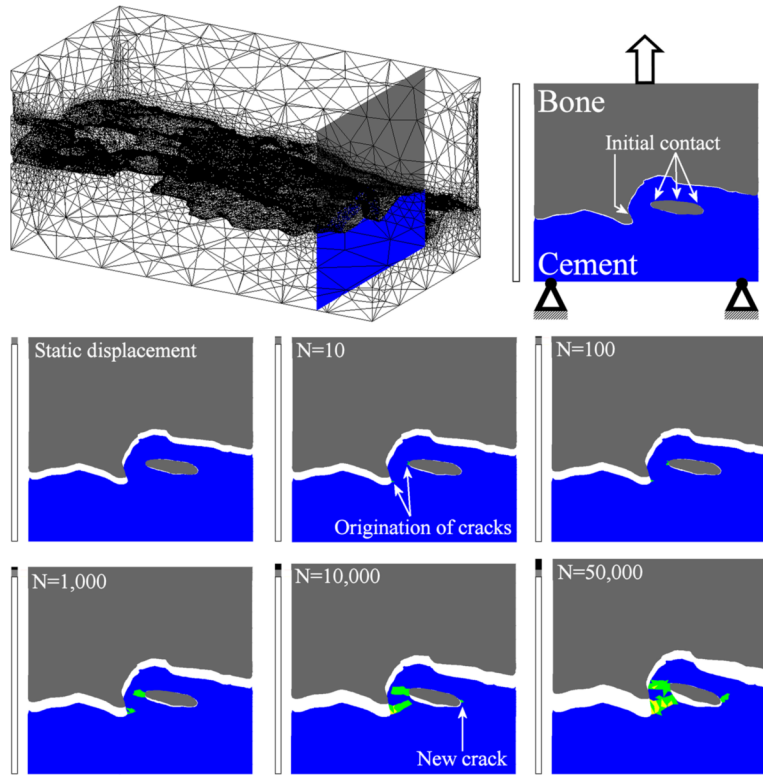 Bone
Initial contact
Cement
Static displacement
N=10
N=100
Origination of cracks
N=1,000
N=10,000
N=50,000
New crack